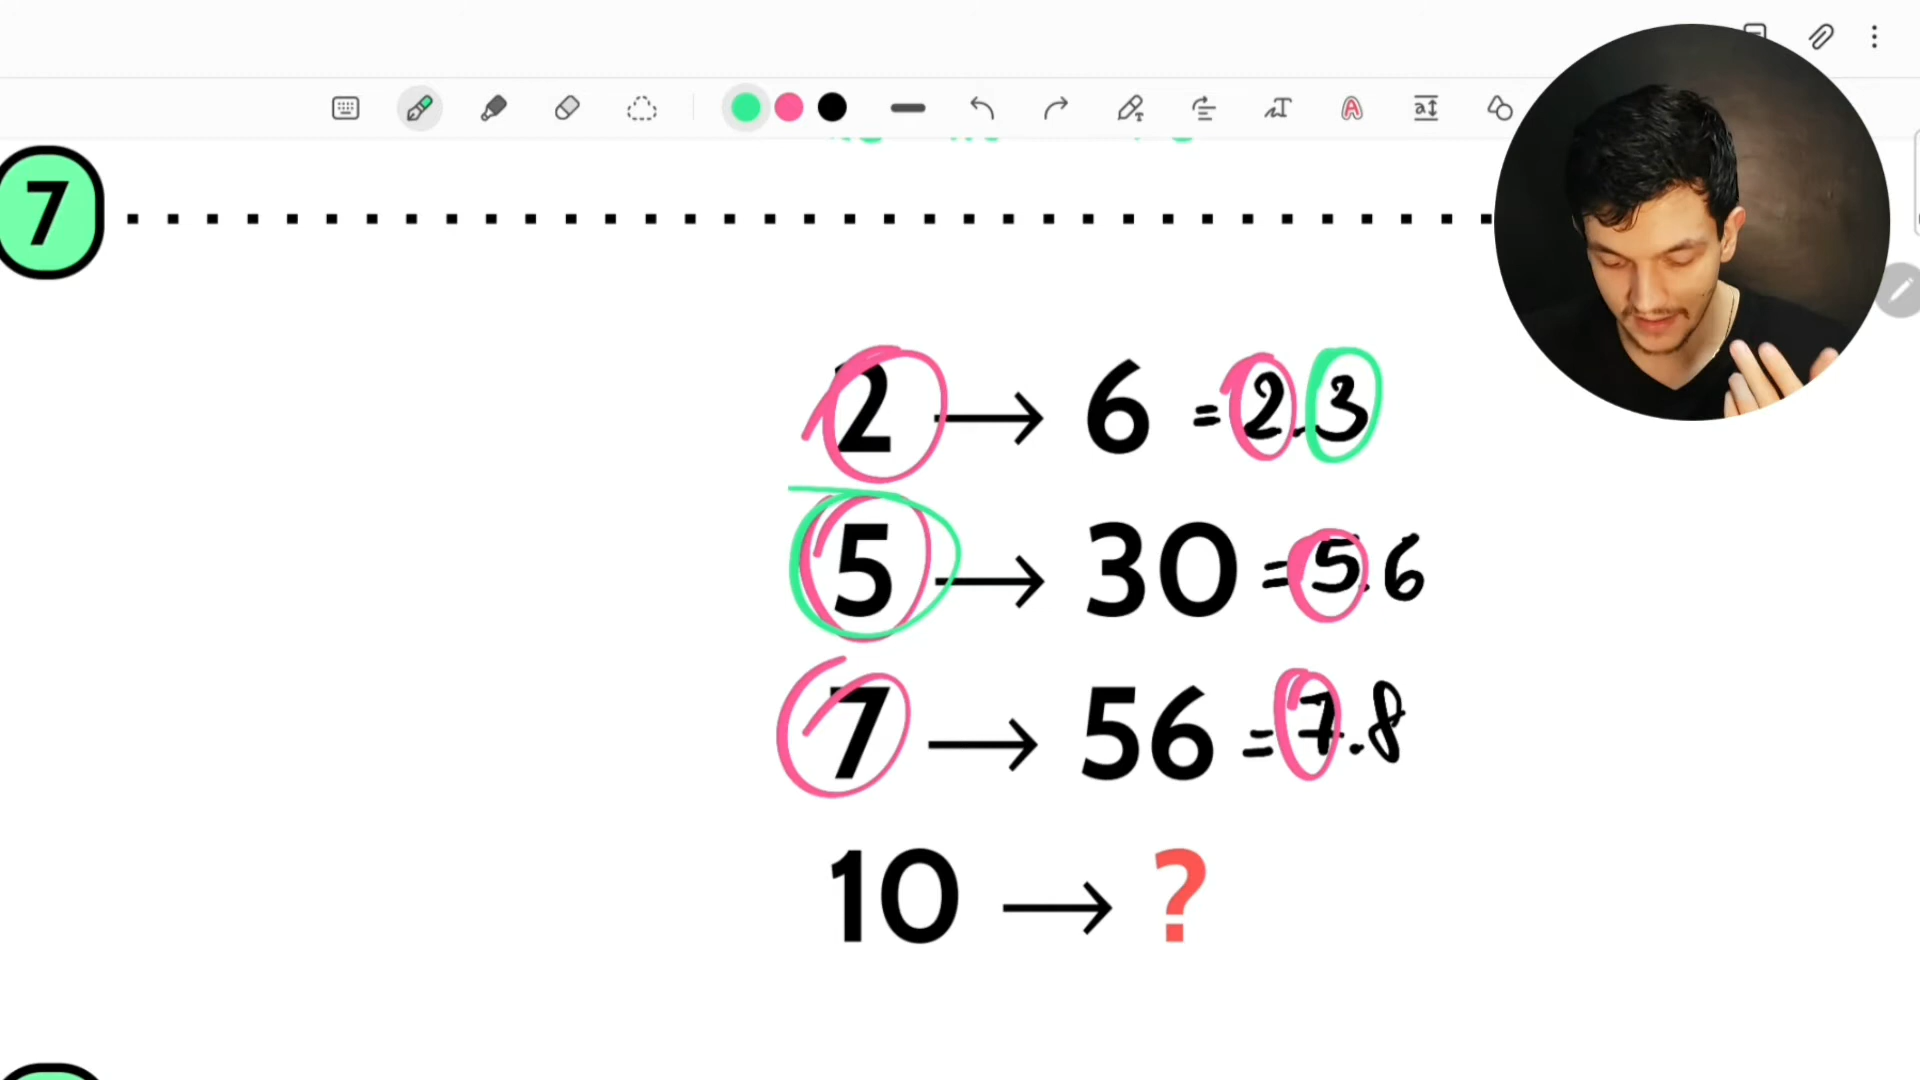 7
2 → 6 = 2.3
5 → 30 = 5.6
7 → 56 = 7.8
10 → ?